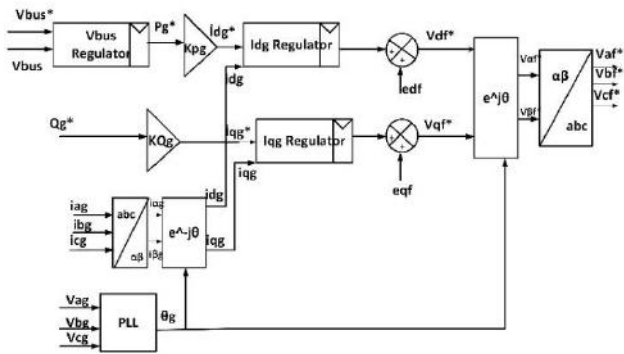 Vbus*
Vbus
Vbus
Regulator
Pg*
Kpg
idg*
idg
Idg Regulator
Vdf*
edf
e^jθ
Vαf*
Vβf*
αβ
abc
Vaf*
Vbf*
Vcf*
Qg*
KQg
iqg*
iqg
Iqg Regulator
Vqf*
eqf
iag
ibg
icg
abc
αβ
iαg
iβg
e^-jθ
idg
iqg
Vag
Vbg
Vcg
PLL
θg